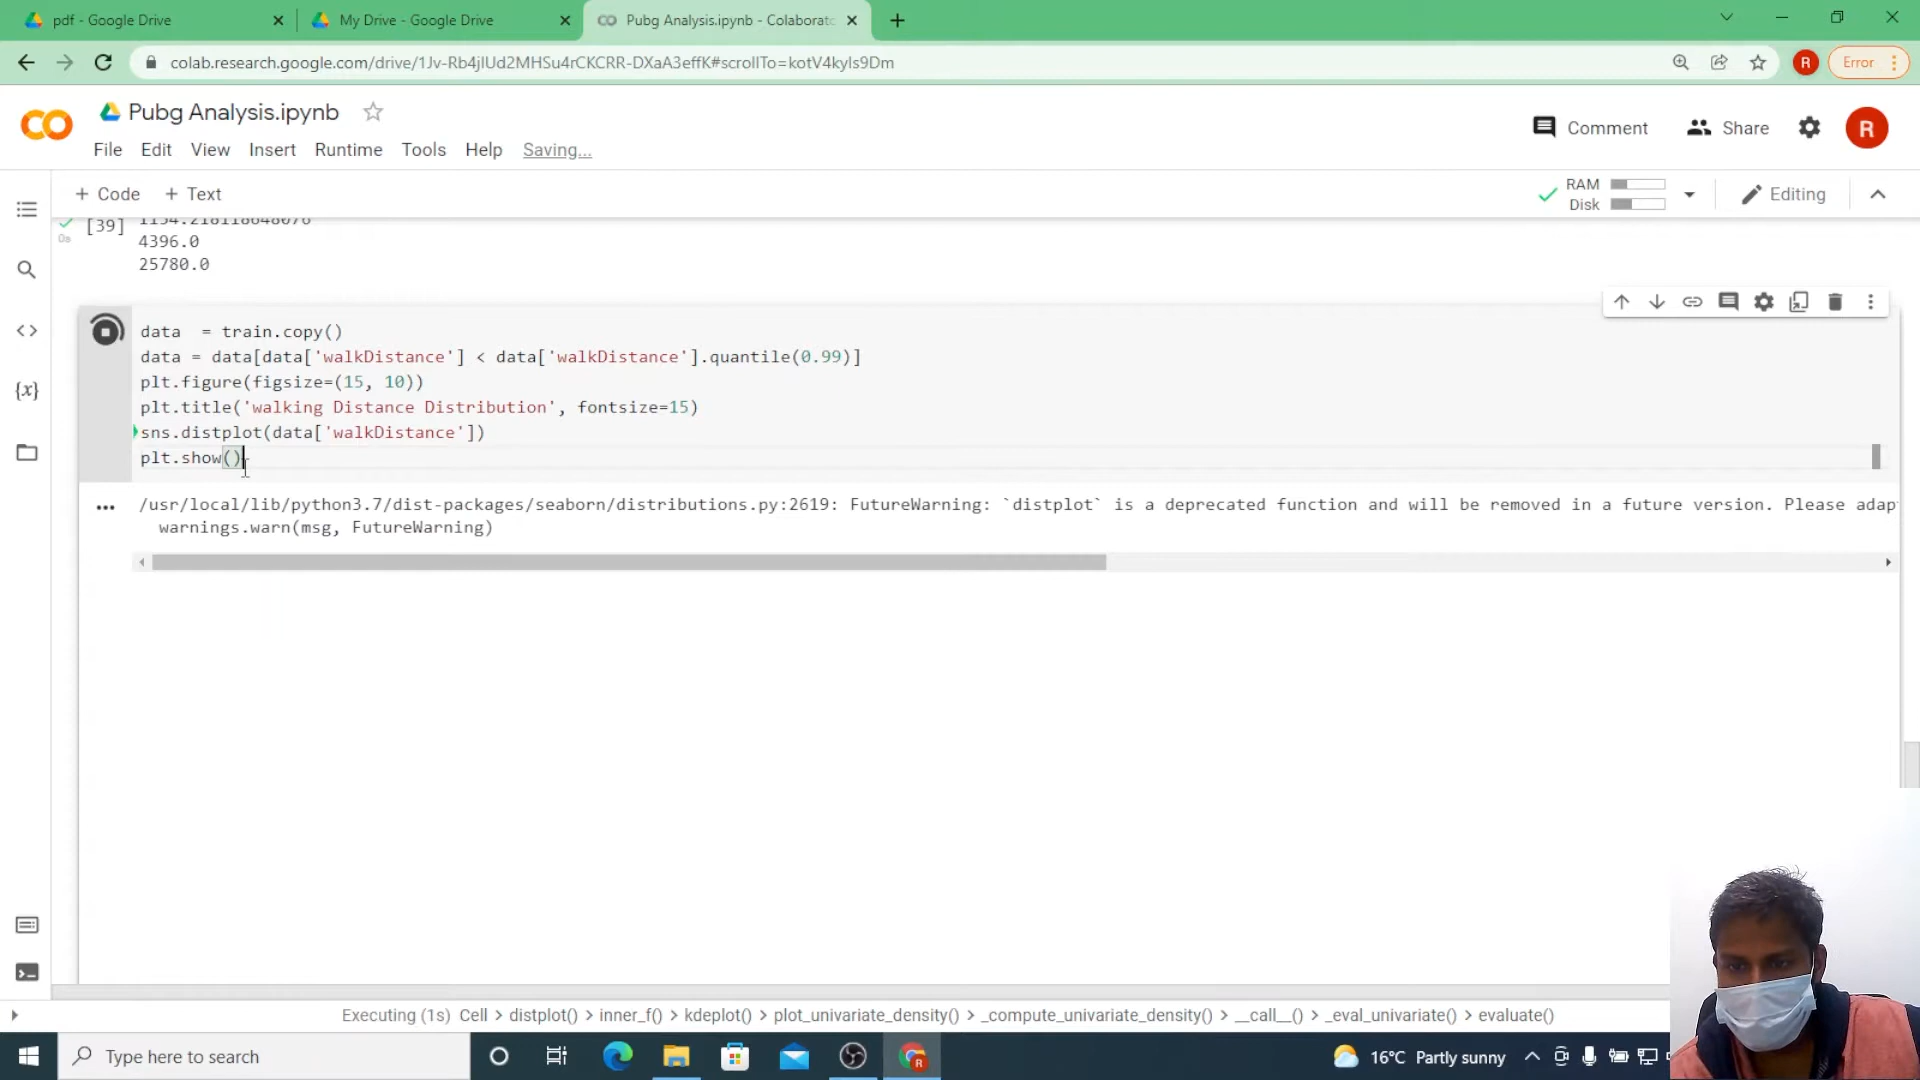 pdf - Google Drive
My Drive - Google Drive
Pubg Analysis.ipynb - Colaborato
colab.research.google.com/drive/1Jv-Rb4jlUd2MHSu4rCKCRR-DXaA3effK#scrollTo=kotV4kyls9Dm
R
Error
Pubg Analysis.ipynb
Comment
Share
R
File Edit View Insert Runtime Tools Help Saving...
+ Code + Text
RAM
Disk
Editing
[39] 1154.218118648076
0s
4396.0
25780.0
data  = train.copy()
data = data[data['walkDistance'] < data['walkDistance'].quantile(0.99)]
plt.figure(figsize=(15, 10))
plt.title('walking Distance Distribution', fontsize=15)
sns.distplot(data['walkDistance'])
plt.show()
/usr/local/lib/python3.7/dist-packages/seaborn/distributions.py:2619: FutureWarning: `distplot` is a deprecated function and will be removed in a future version. Please adap
warnings.warn(msg, FutureWarning)
Executing (1s) Cell > distplot() > inner_f() > kdeplot() > plot_univariate_density() > _compute_univariate_density() > __call__() > _eval_univariate() > evaluate()
Type here to search
16°C Partly sunny